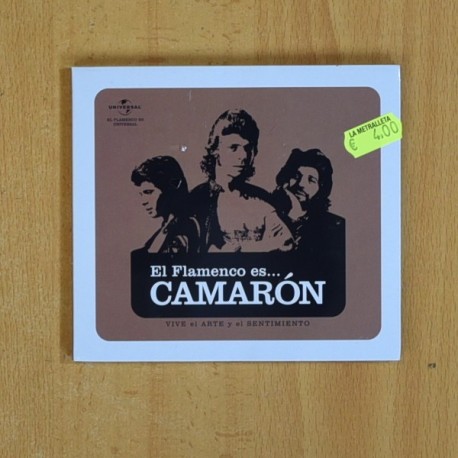 UNIVERSAL
EL FLAMENCO ES
UNIVERSAL
LA METRALLETA
€ 4,00
El Flamenco es...
CAMARÓN
VIVE el ARTE y el SENTIMIENTO